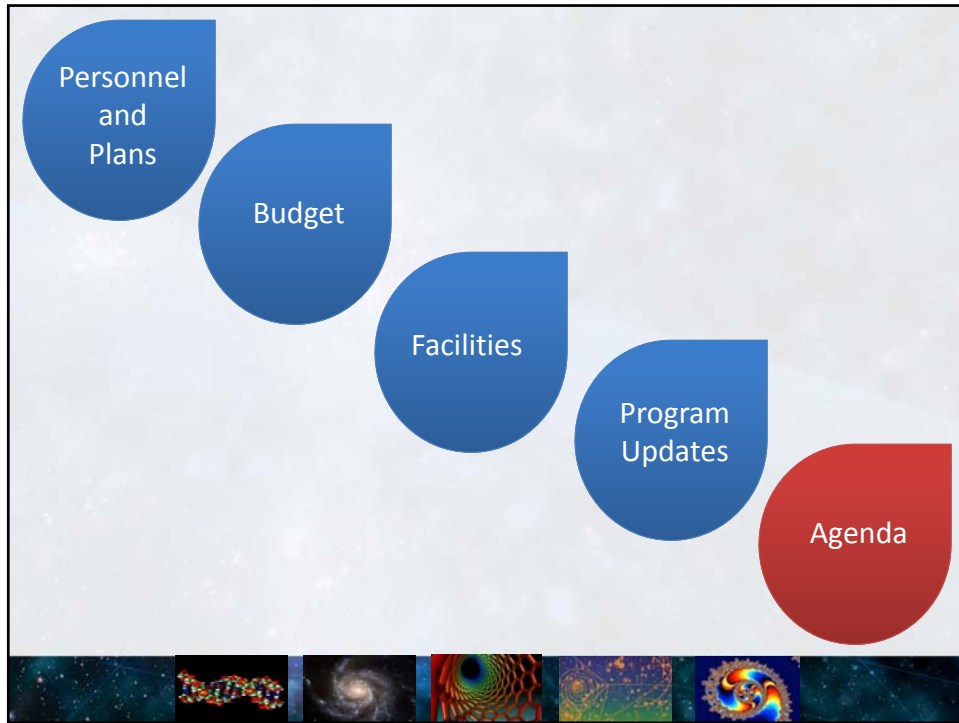 Personnel
and
Plans
Budget
Facilities
Program
Updates
Agenda